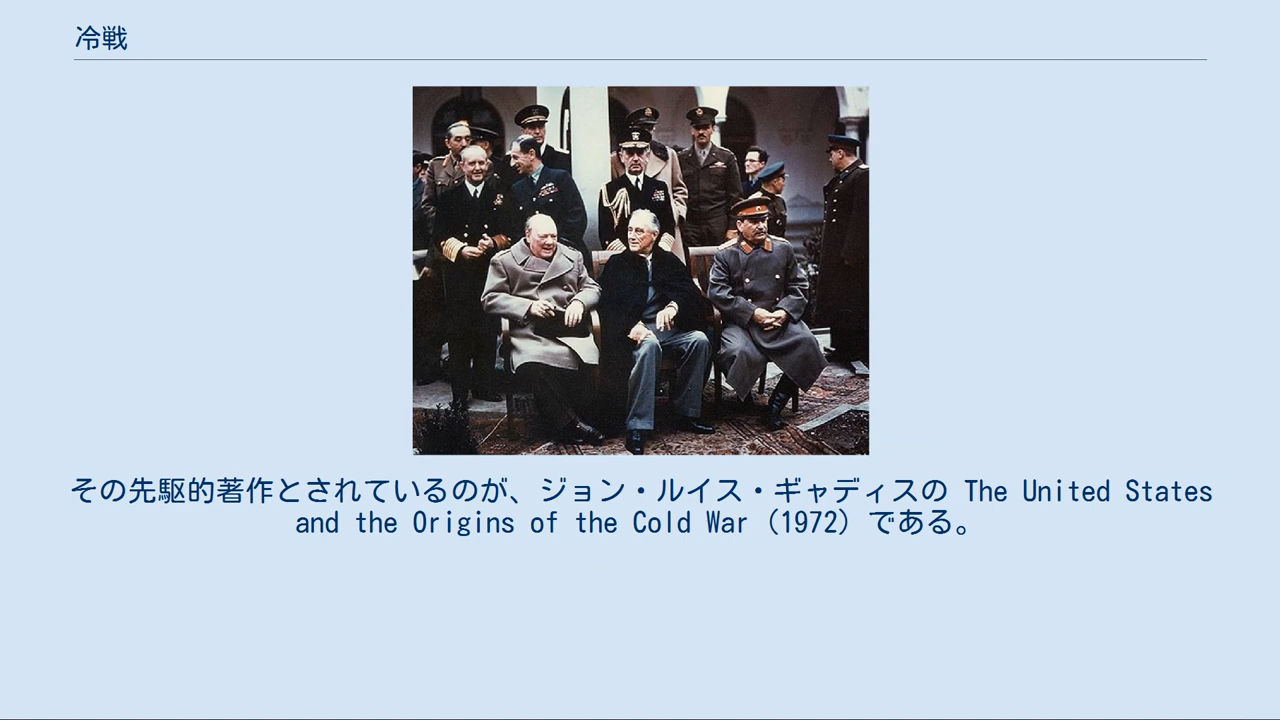 冷戦
その先駆的著作とされているのが、ジョン・ルイス・ギャディスの The United States
and the Origins of the Cold War (1972) である。